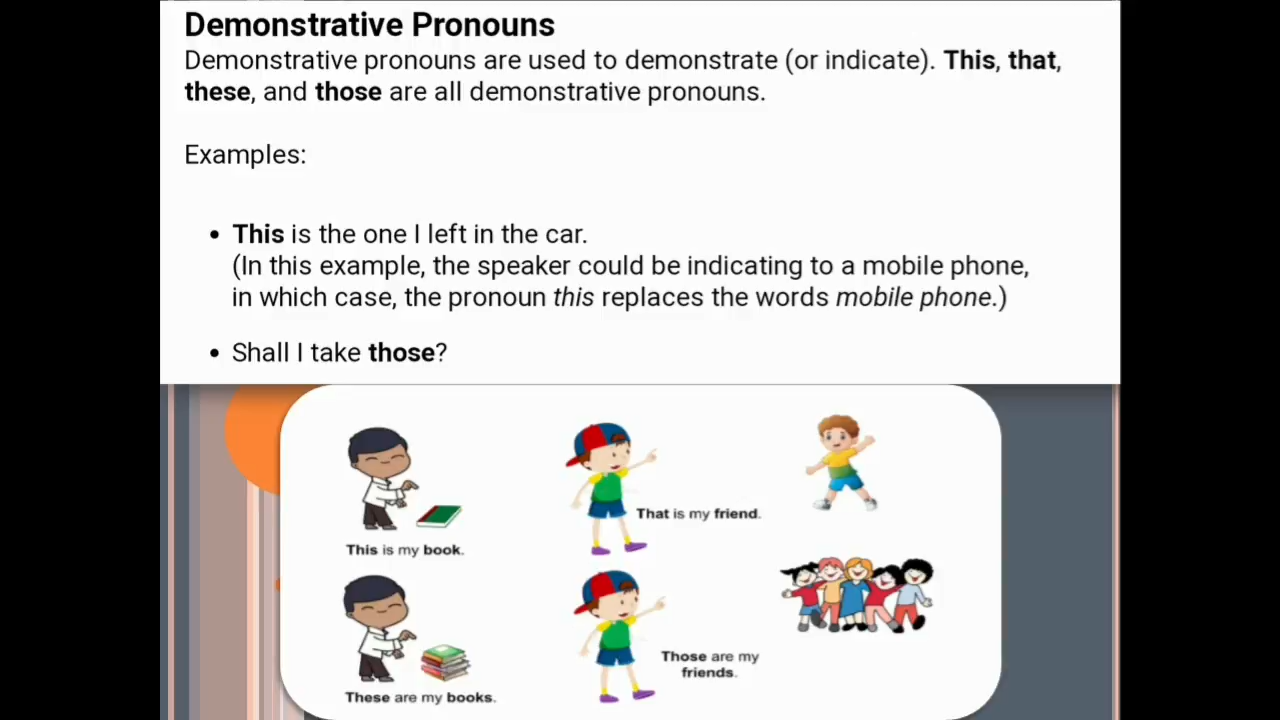 Demonstrative Pronouns
Demonstrative pronouns are used to demonstrate (or indicate). This, that,
these, and those are all demonstrative pronouns.
Examples:
• This is the one I left in the car.
(In this example, the speaker could be indicating to a mobile phone,
in which case, the pronoun this replaces the words mobile phone.)
• Shall I take those?
This is my book.
That is my friend.
These are my books.
Those are my
friends.